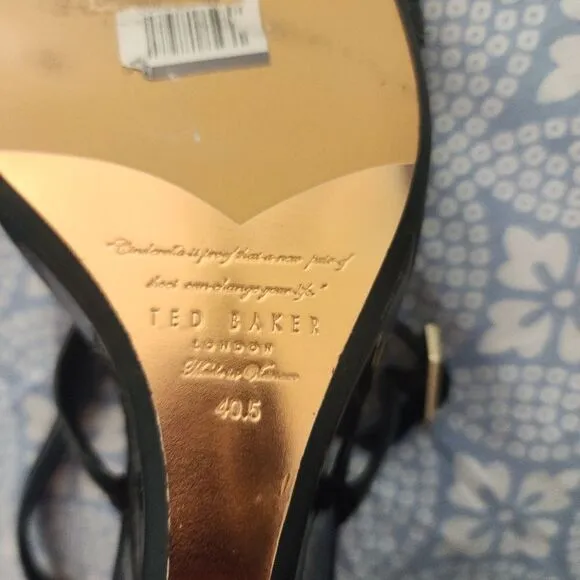 "Cinderella is proof that a new pair of
shoes can change your life."
TED BAKER
LONDON
40.5